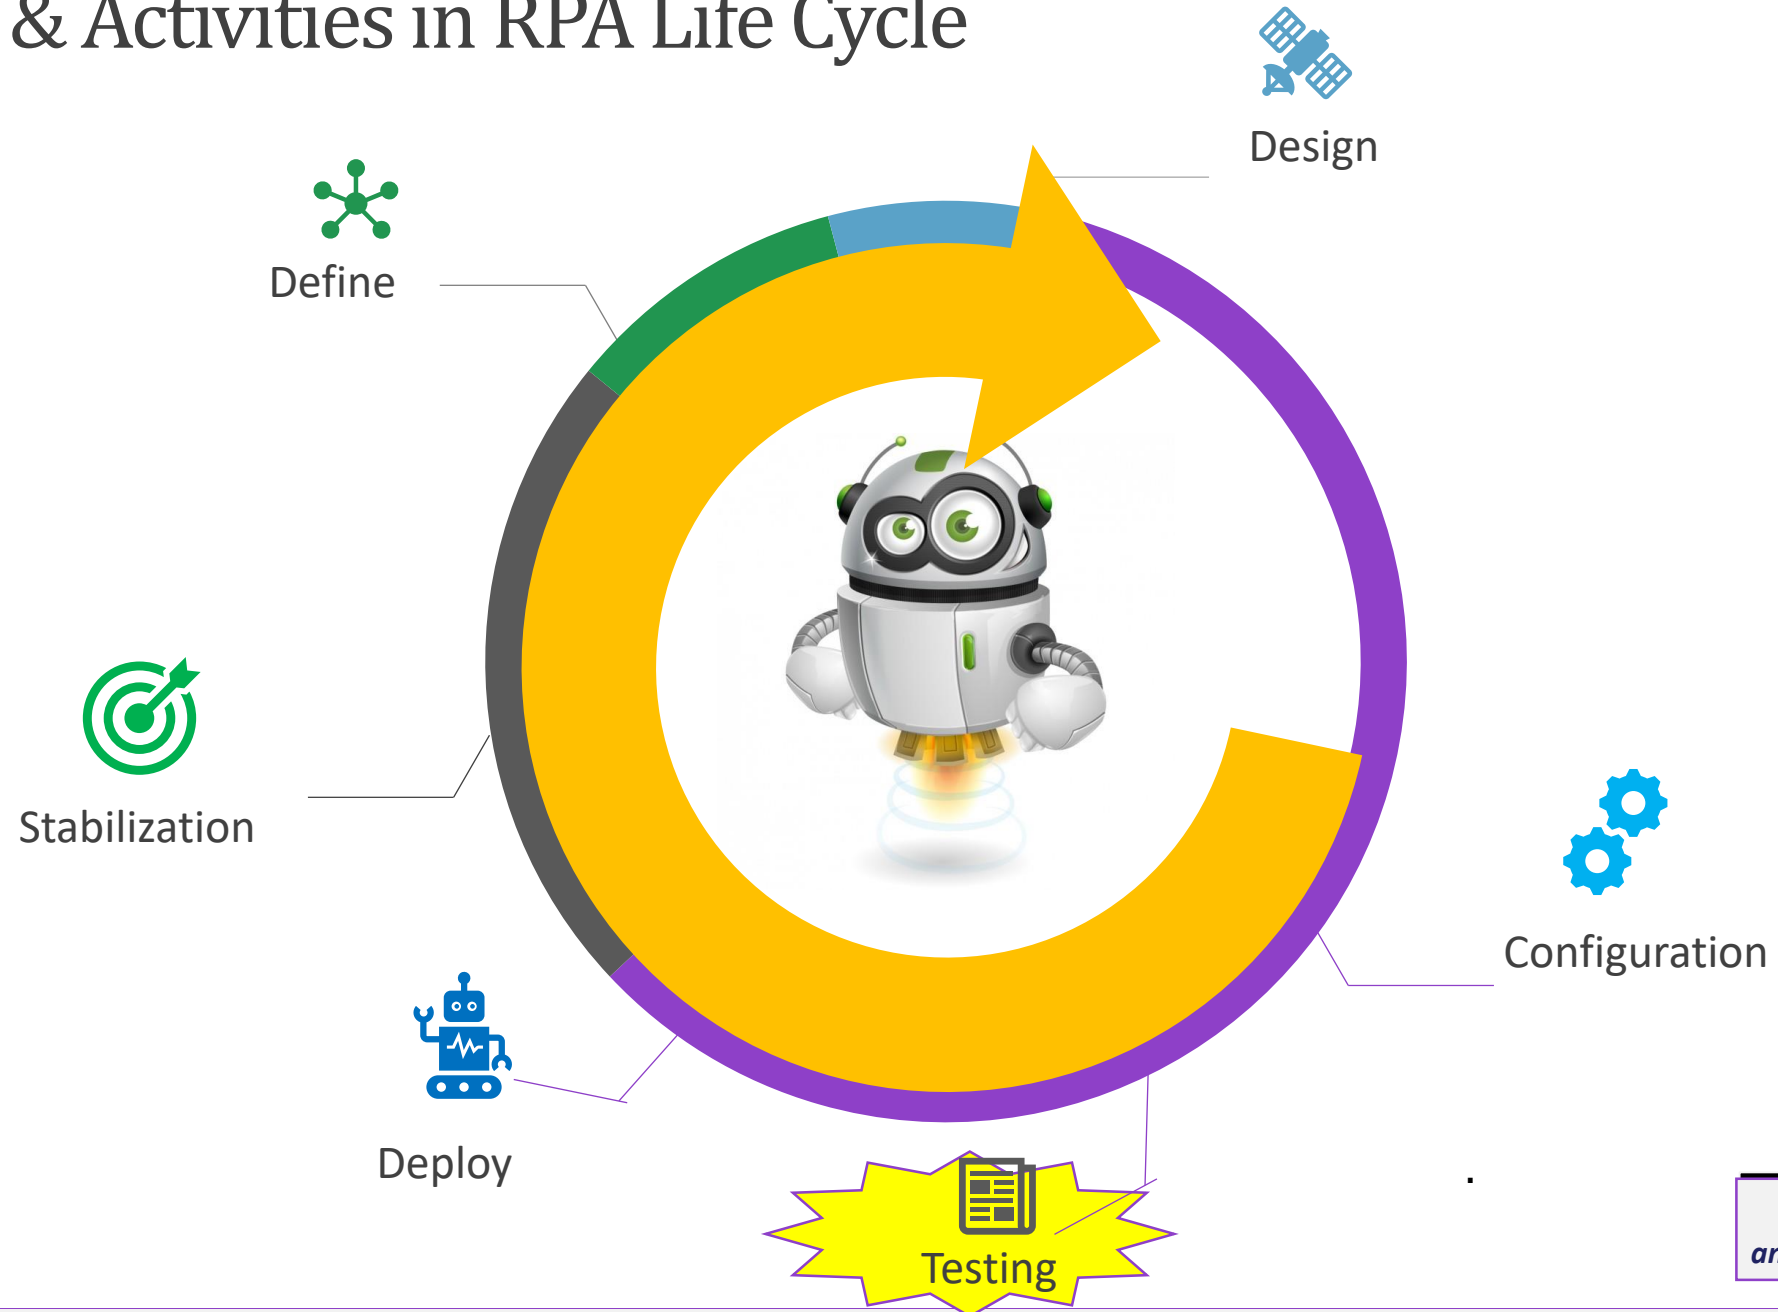 & Activities in RPA Life Cycle
Design
Define
Stabilization
Configuration
Deploy
.
Testing